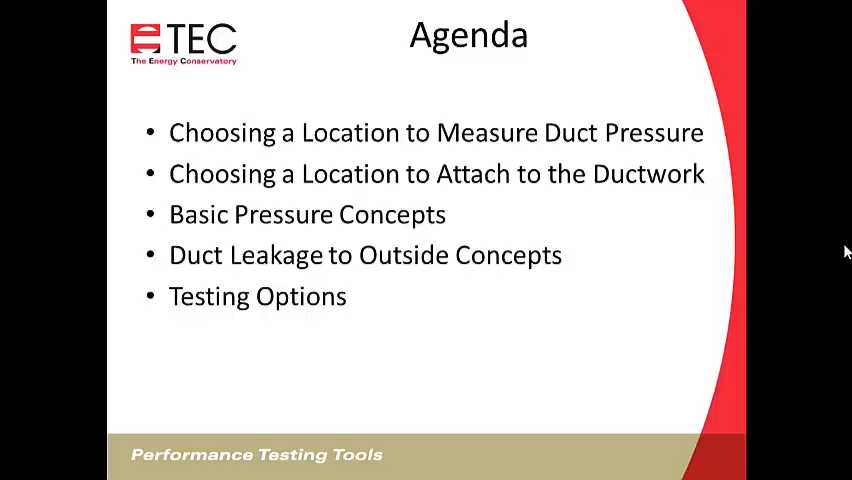 TEC
The Energy Conservatory
Agenda
• Choosing a Location to Measure Duct Pressure
• Choosing a Location to Attach to the Ductwork
• Basic Pressure Concepts
• Duct Leakage to Outside Concepts
• Testing Options
Performance Testing Tools